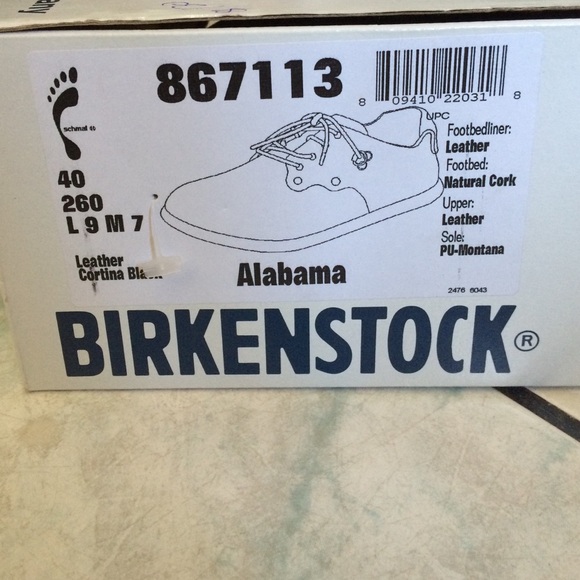 867113
8 09410 22031 8
UPC
schmal
40
260
L 9 M 7
Leather
Cortina
Alabama
Footbedliner:
Leather
Footbed:
Natural Cork
Upper:
Leather
Sole:
PU-Montana
2476 6043
BIRKENSTOCK®